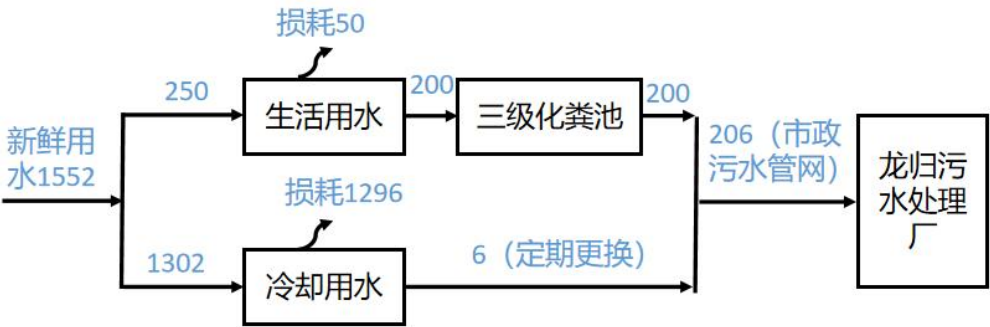 损耗50
250
生活用水
200
三级化粪池
200
新鲜用
水1552
206（市政
污水管网）
龙归污
水处理
厂
损耗1296
1302
冷却用水
6（定期更换）